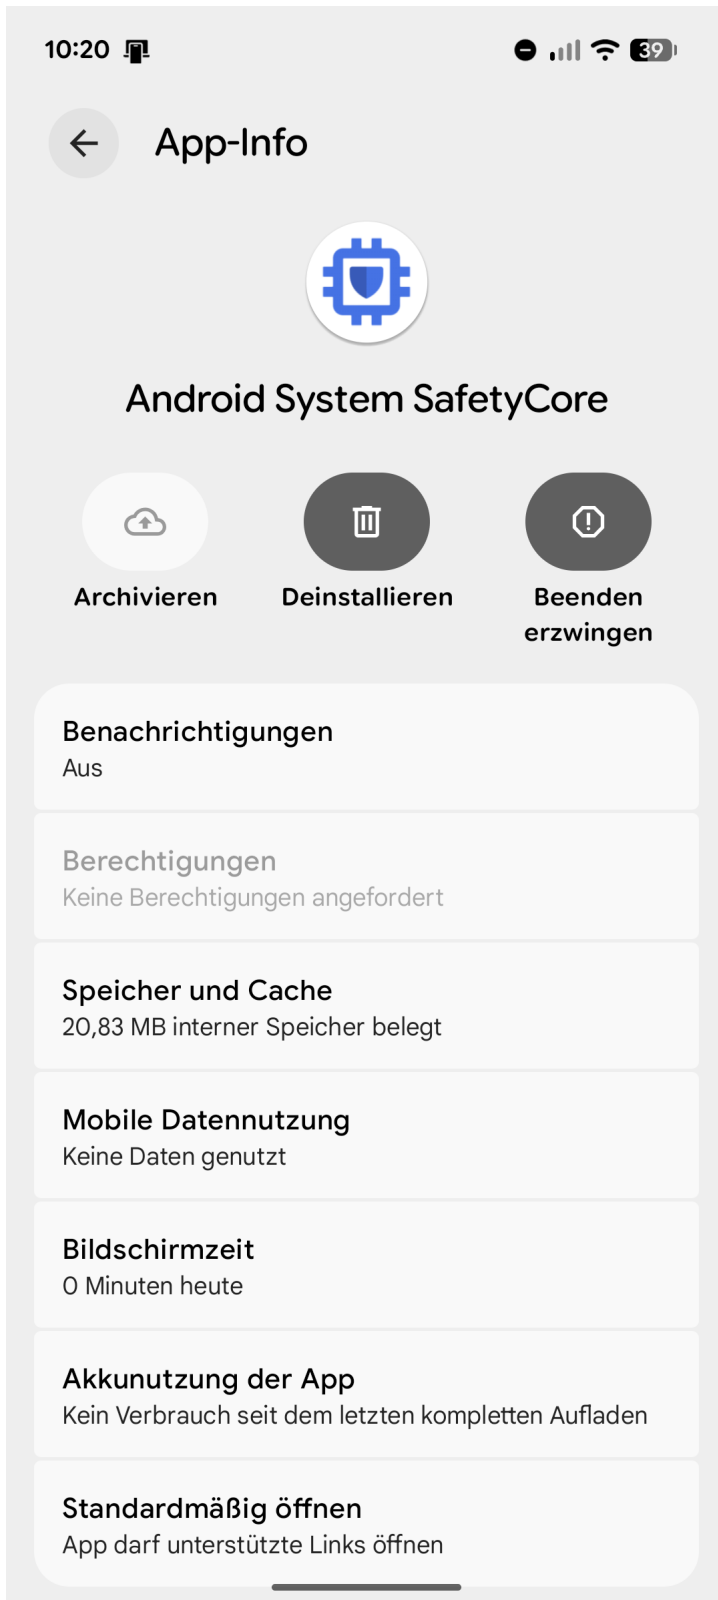 10:20
39
App-Info
Android System SafetyCore
Archivieren
Deinstallieren
Beenden
erzwingen
Benachrichtigungen
Aus
Berechtigungen
Keine Berechtigungen angefordert
Speicher und Cache
20,83 MB interner Speicher belegt
Mobile Datennutzung
Keine Daten genutzt
Bildschirmzeit
0 Minuten heute
Akkunutzung der App
Kein Verbrauch seit dem letzten kompletten Aufladen
Standardmäßig öffnen
App darf unterstützte Links öffnen